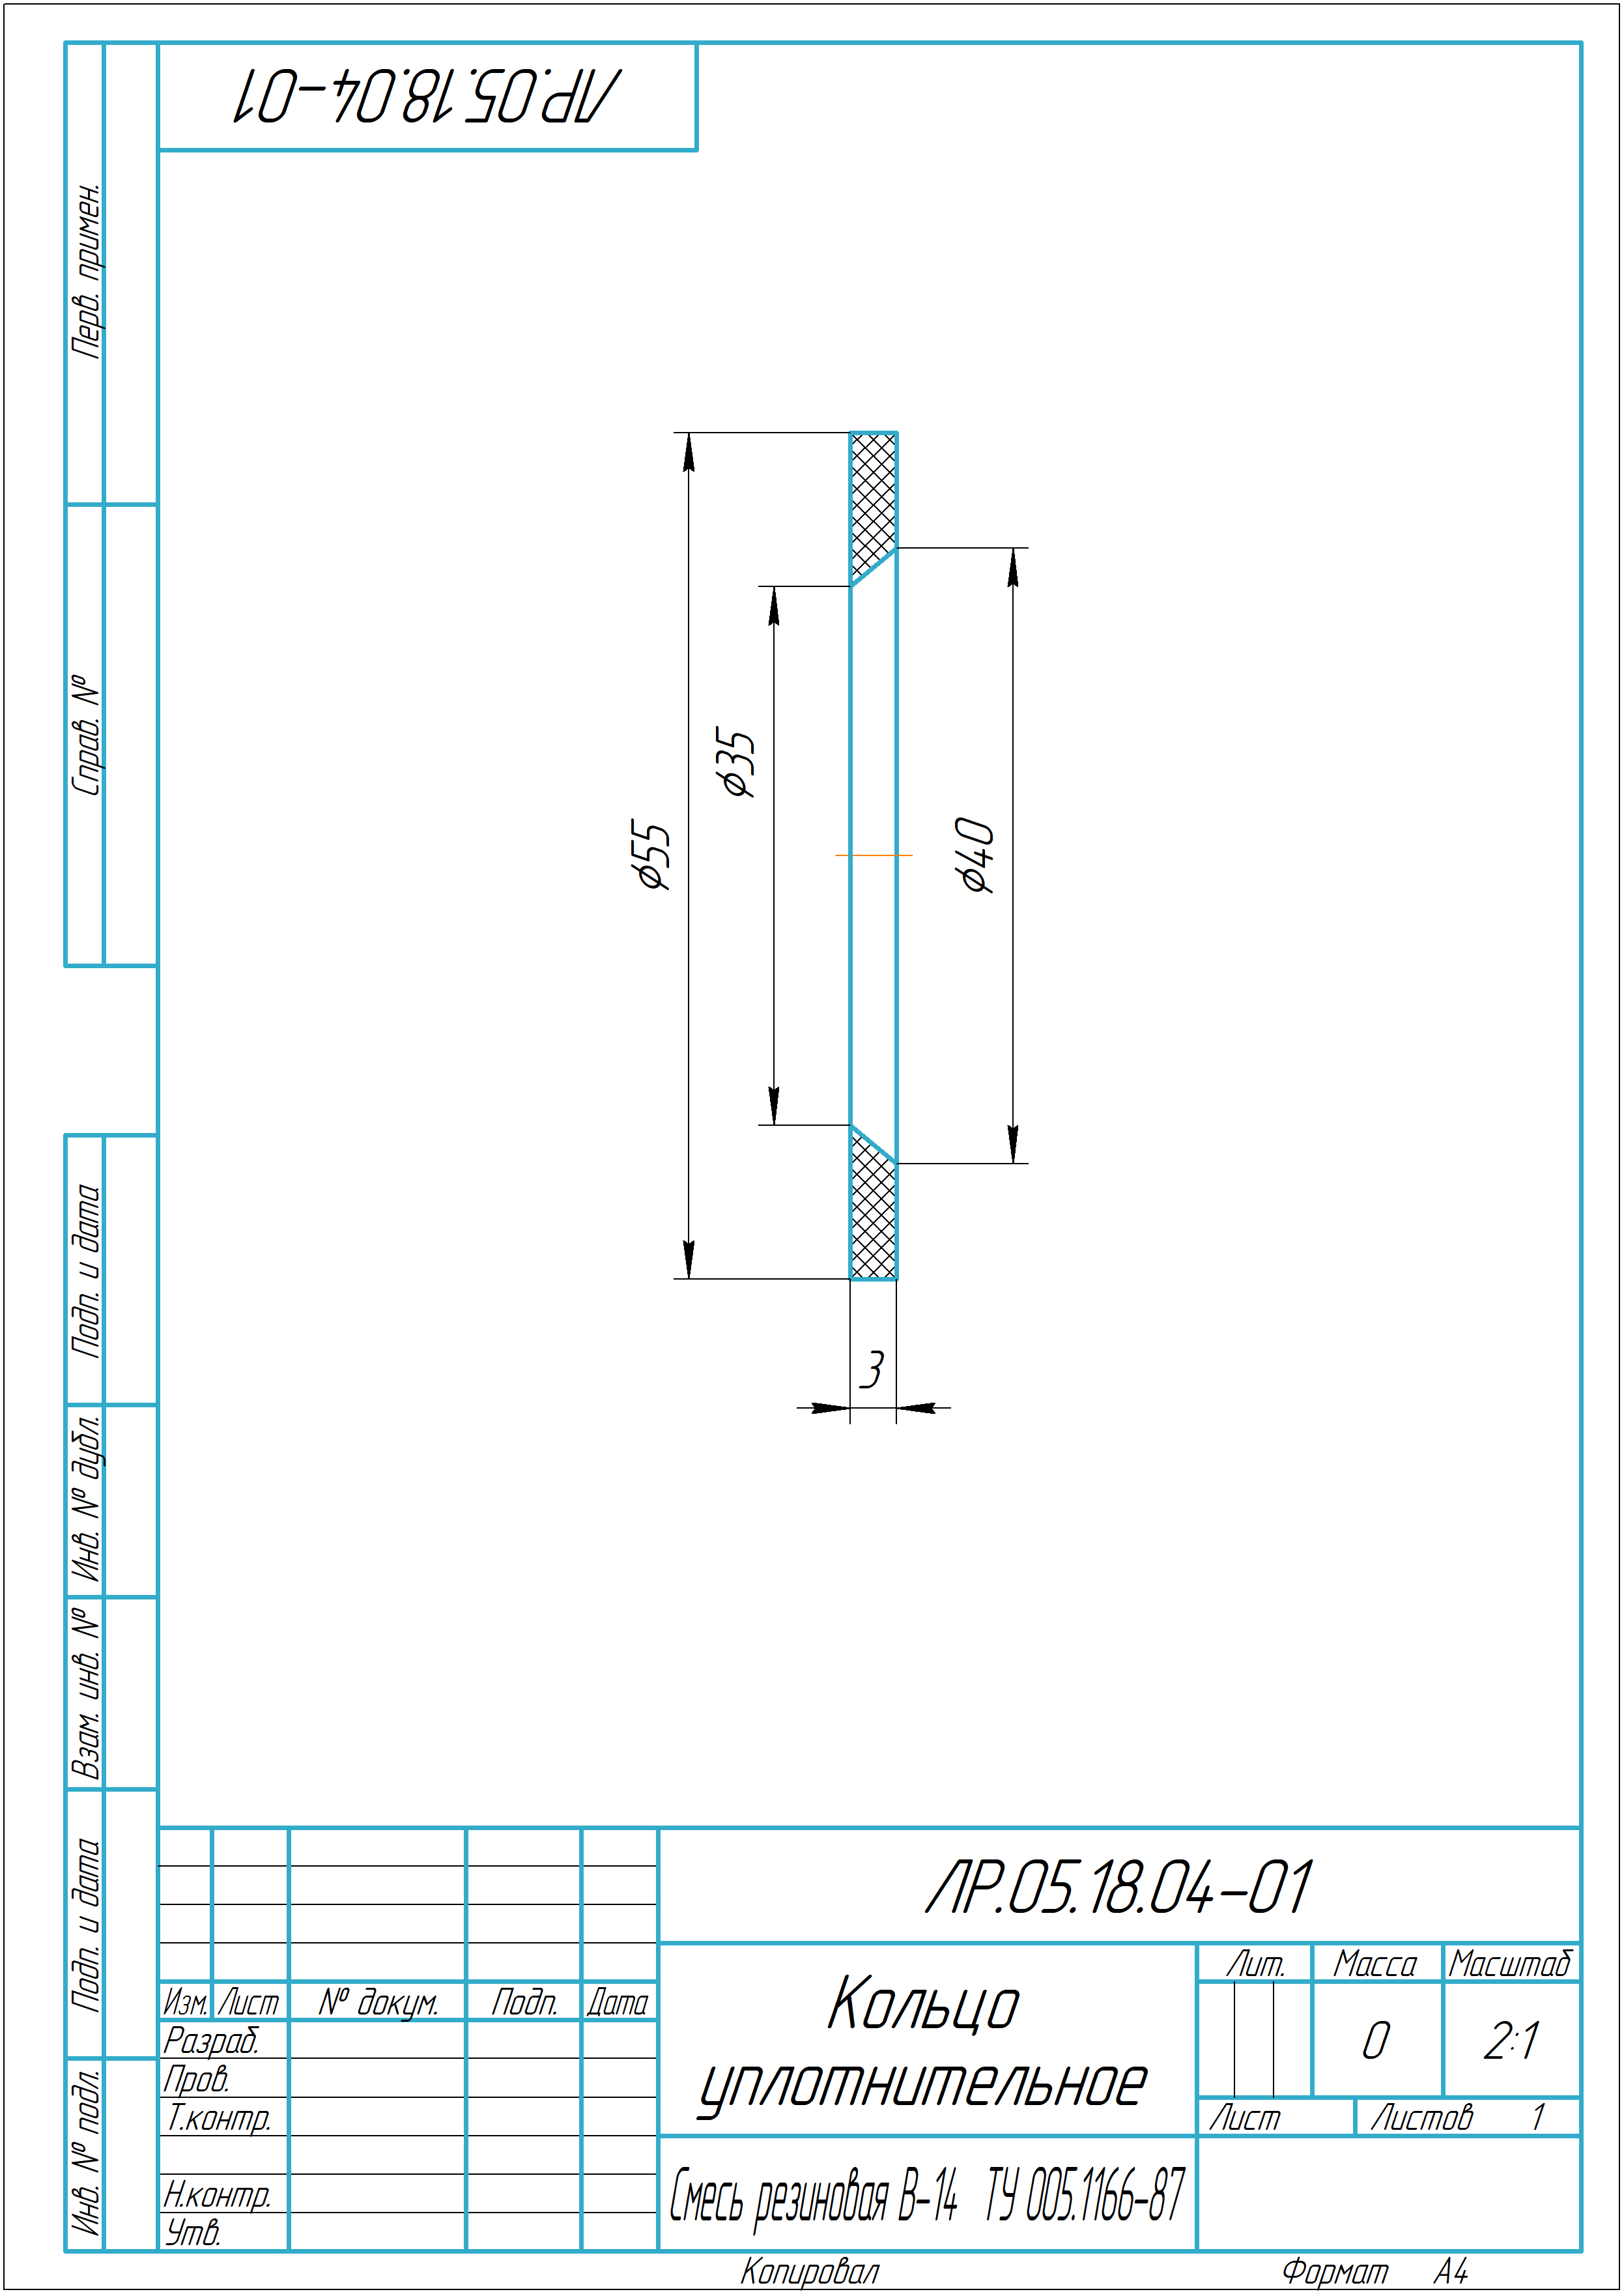 ЛР.05.18.04-01
Перв. примен.
Справ. №
Подп. и дата
Инв. № дубл.
Взам. инв. №
Подп. и дата
Инв. № подл.
⌀55
⌀35
⌀40
3
ЛР.05.18.04-01
Изм. Лист № докум. Подп. Дата
Разраб.
Пров.
Т.контр.
Н.контр.
Утв.
Кольцо
уплотнительное
Лит. Масса Масштаб
0 2:1
Лист Листов 1
Смесь резиновая В-14 ТУ 005.1166-87
Копировал Формат А4